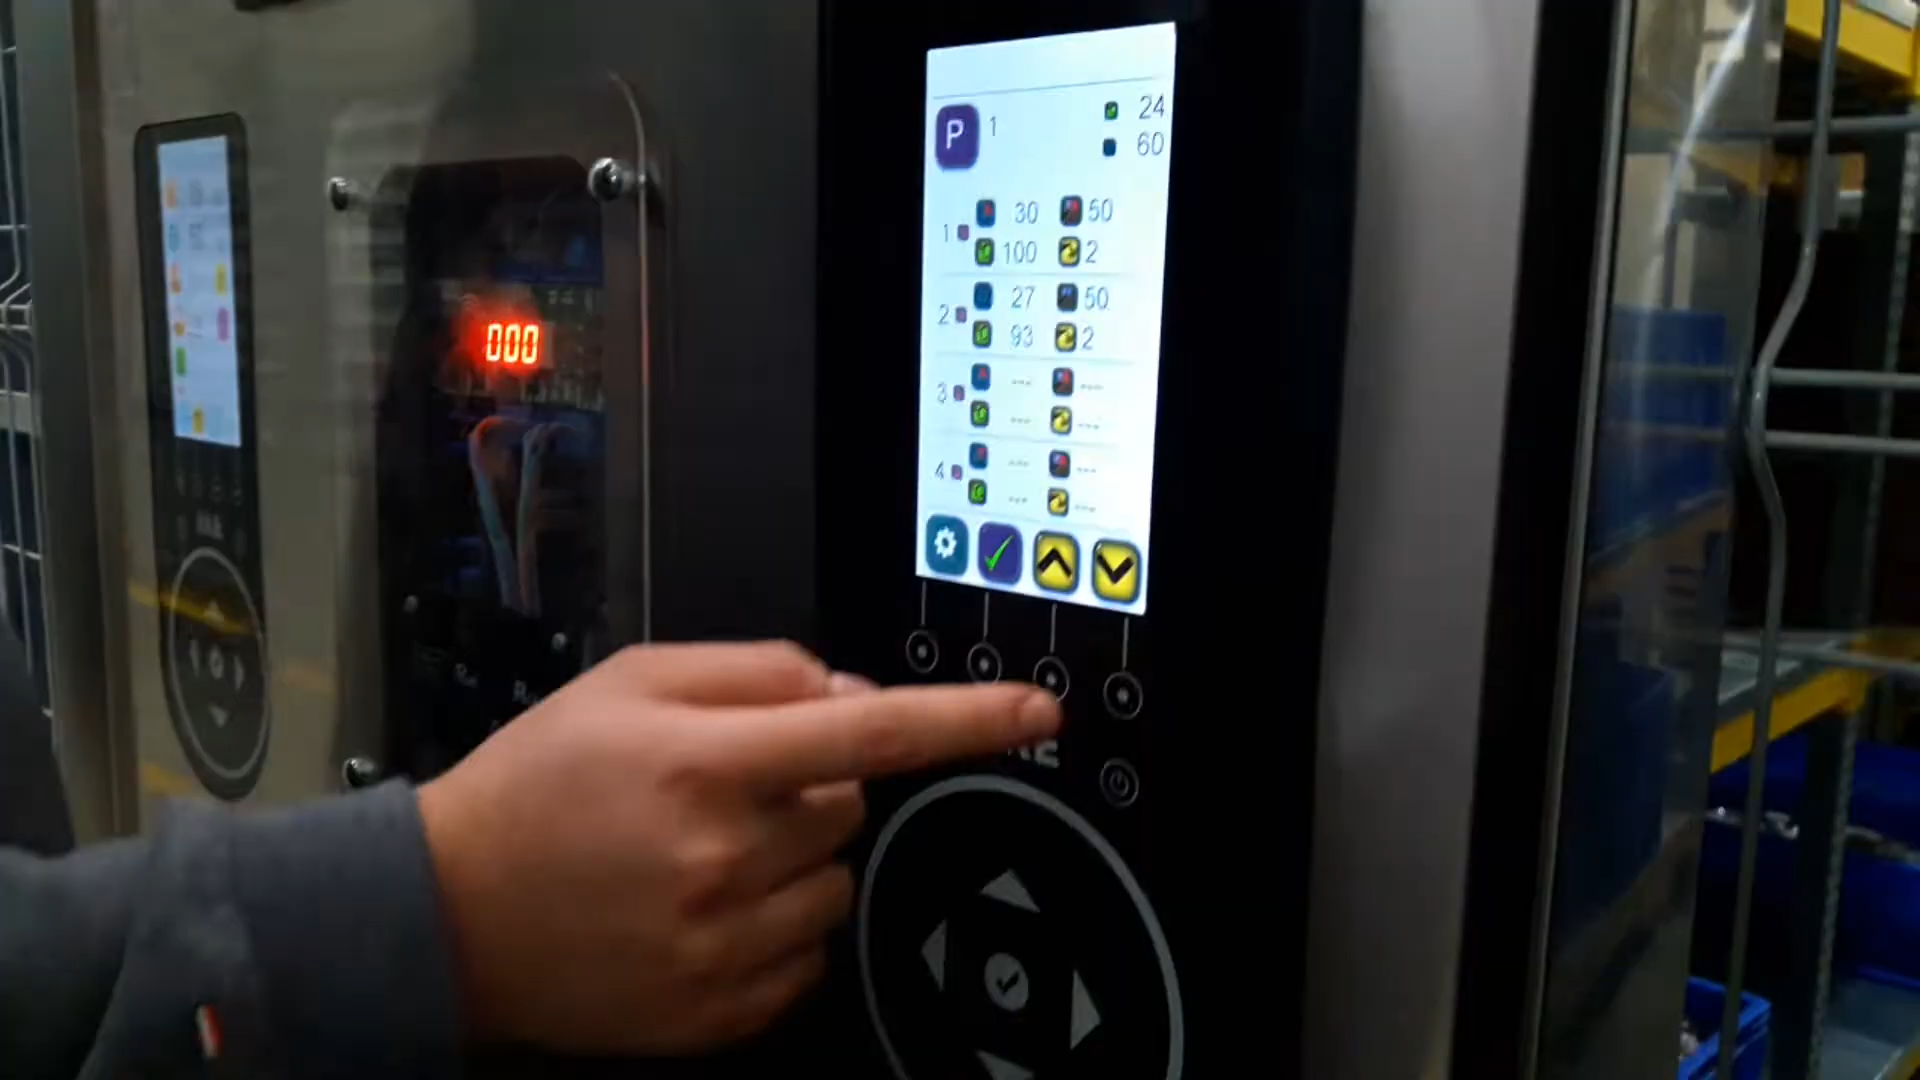 P 1
24
60
1 30 50
100 2
2 27 50
93 2
3 --- ---
--- ---
4 --- ---
--- ---
000